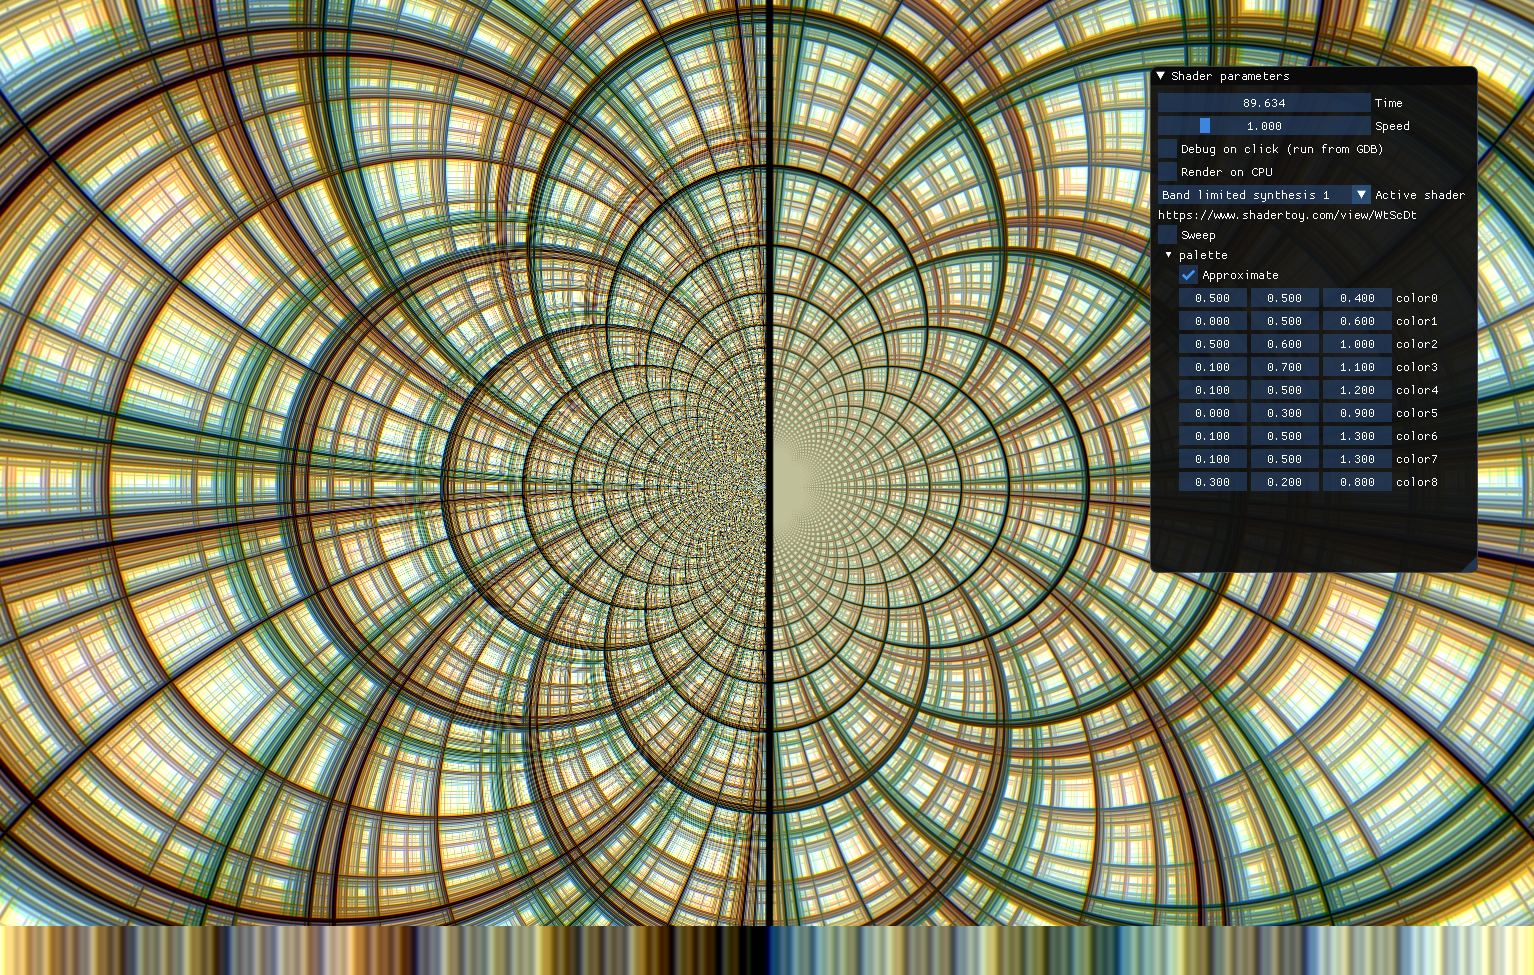 Shader parameters
89.634 Time
1.000 Speed
Debug on click (run from GDB)
Render on CPU
Band limited synthesis 1 Active shader
https://www.shadertoy.com/view/WtScDt
Sweep
palette
Approximate
0.500 0.500 0.400 color0
0.000 0.500 0.600 color1
0.500 0.600 1.000 color2
0.100 0.700 1.100 color3
0.100 0.500 1.200 color4
0.000 0.300 0.900 color5
0.100 0.500 1.300 color6
0.100 0.500 1.300 color7
0.300 0.200 0.800 color8